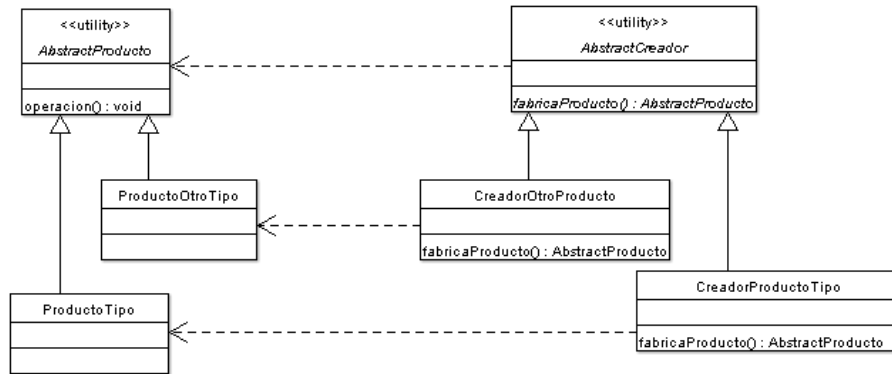 <<utility>>
AbstractProducto
operacion() : void
<<utility>>
AbstractCreador
fabricaProducto() : AbstractProducto
ProductoOtroTipo
CreadorOtroProducto
fabricaProducto() : AbstractProducto
ProductoTipo
CreadorProductoTipo
fabricaProducto() : AbstractProducto